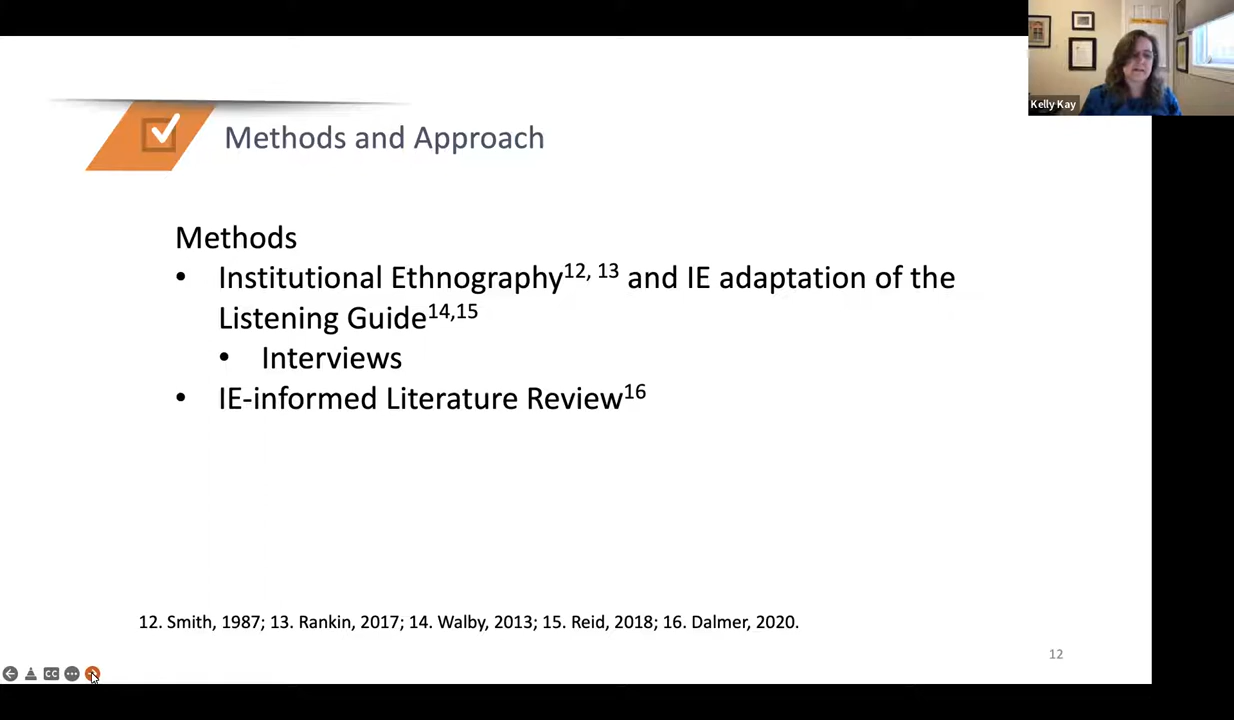 Kelly Kay
Methods and Approach
Methods
• Institutional Ethnography12, 13 and IE adaptation of the
Listening Guide14,15
• Interviews
• IE-informed Literature Review16
12. Smith, 1987; 13. Rankin, 2017; 14. Walby, 2013; 15. Reid, 2018; 16. Dalmer, 2020.
12
CC